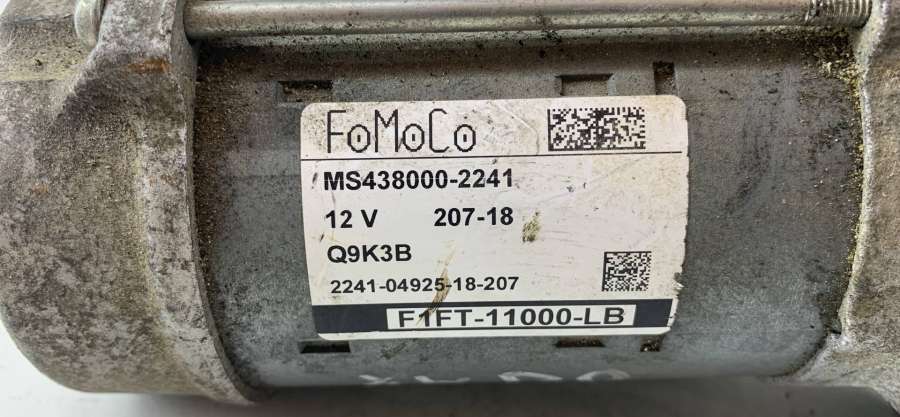 FoMoCo
MS438000-2241
12 V 207-18
Q9K3B
2241-04925-18-207
F1FT-11000-LB